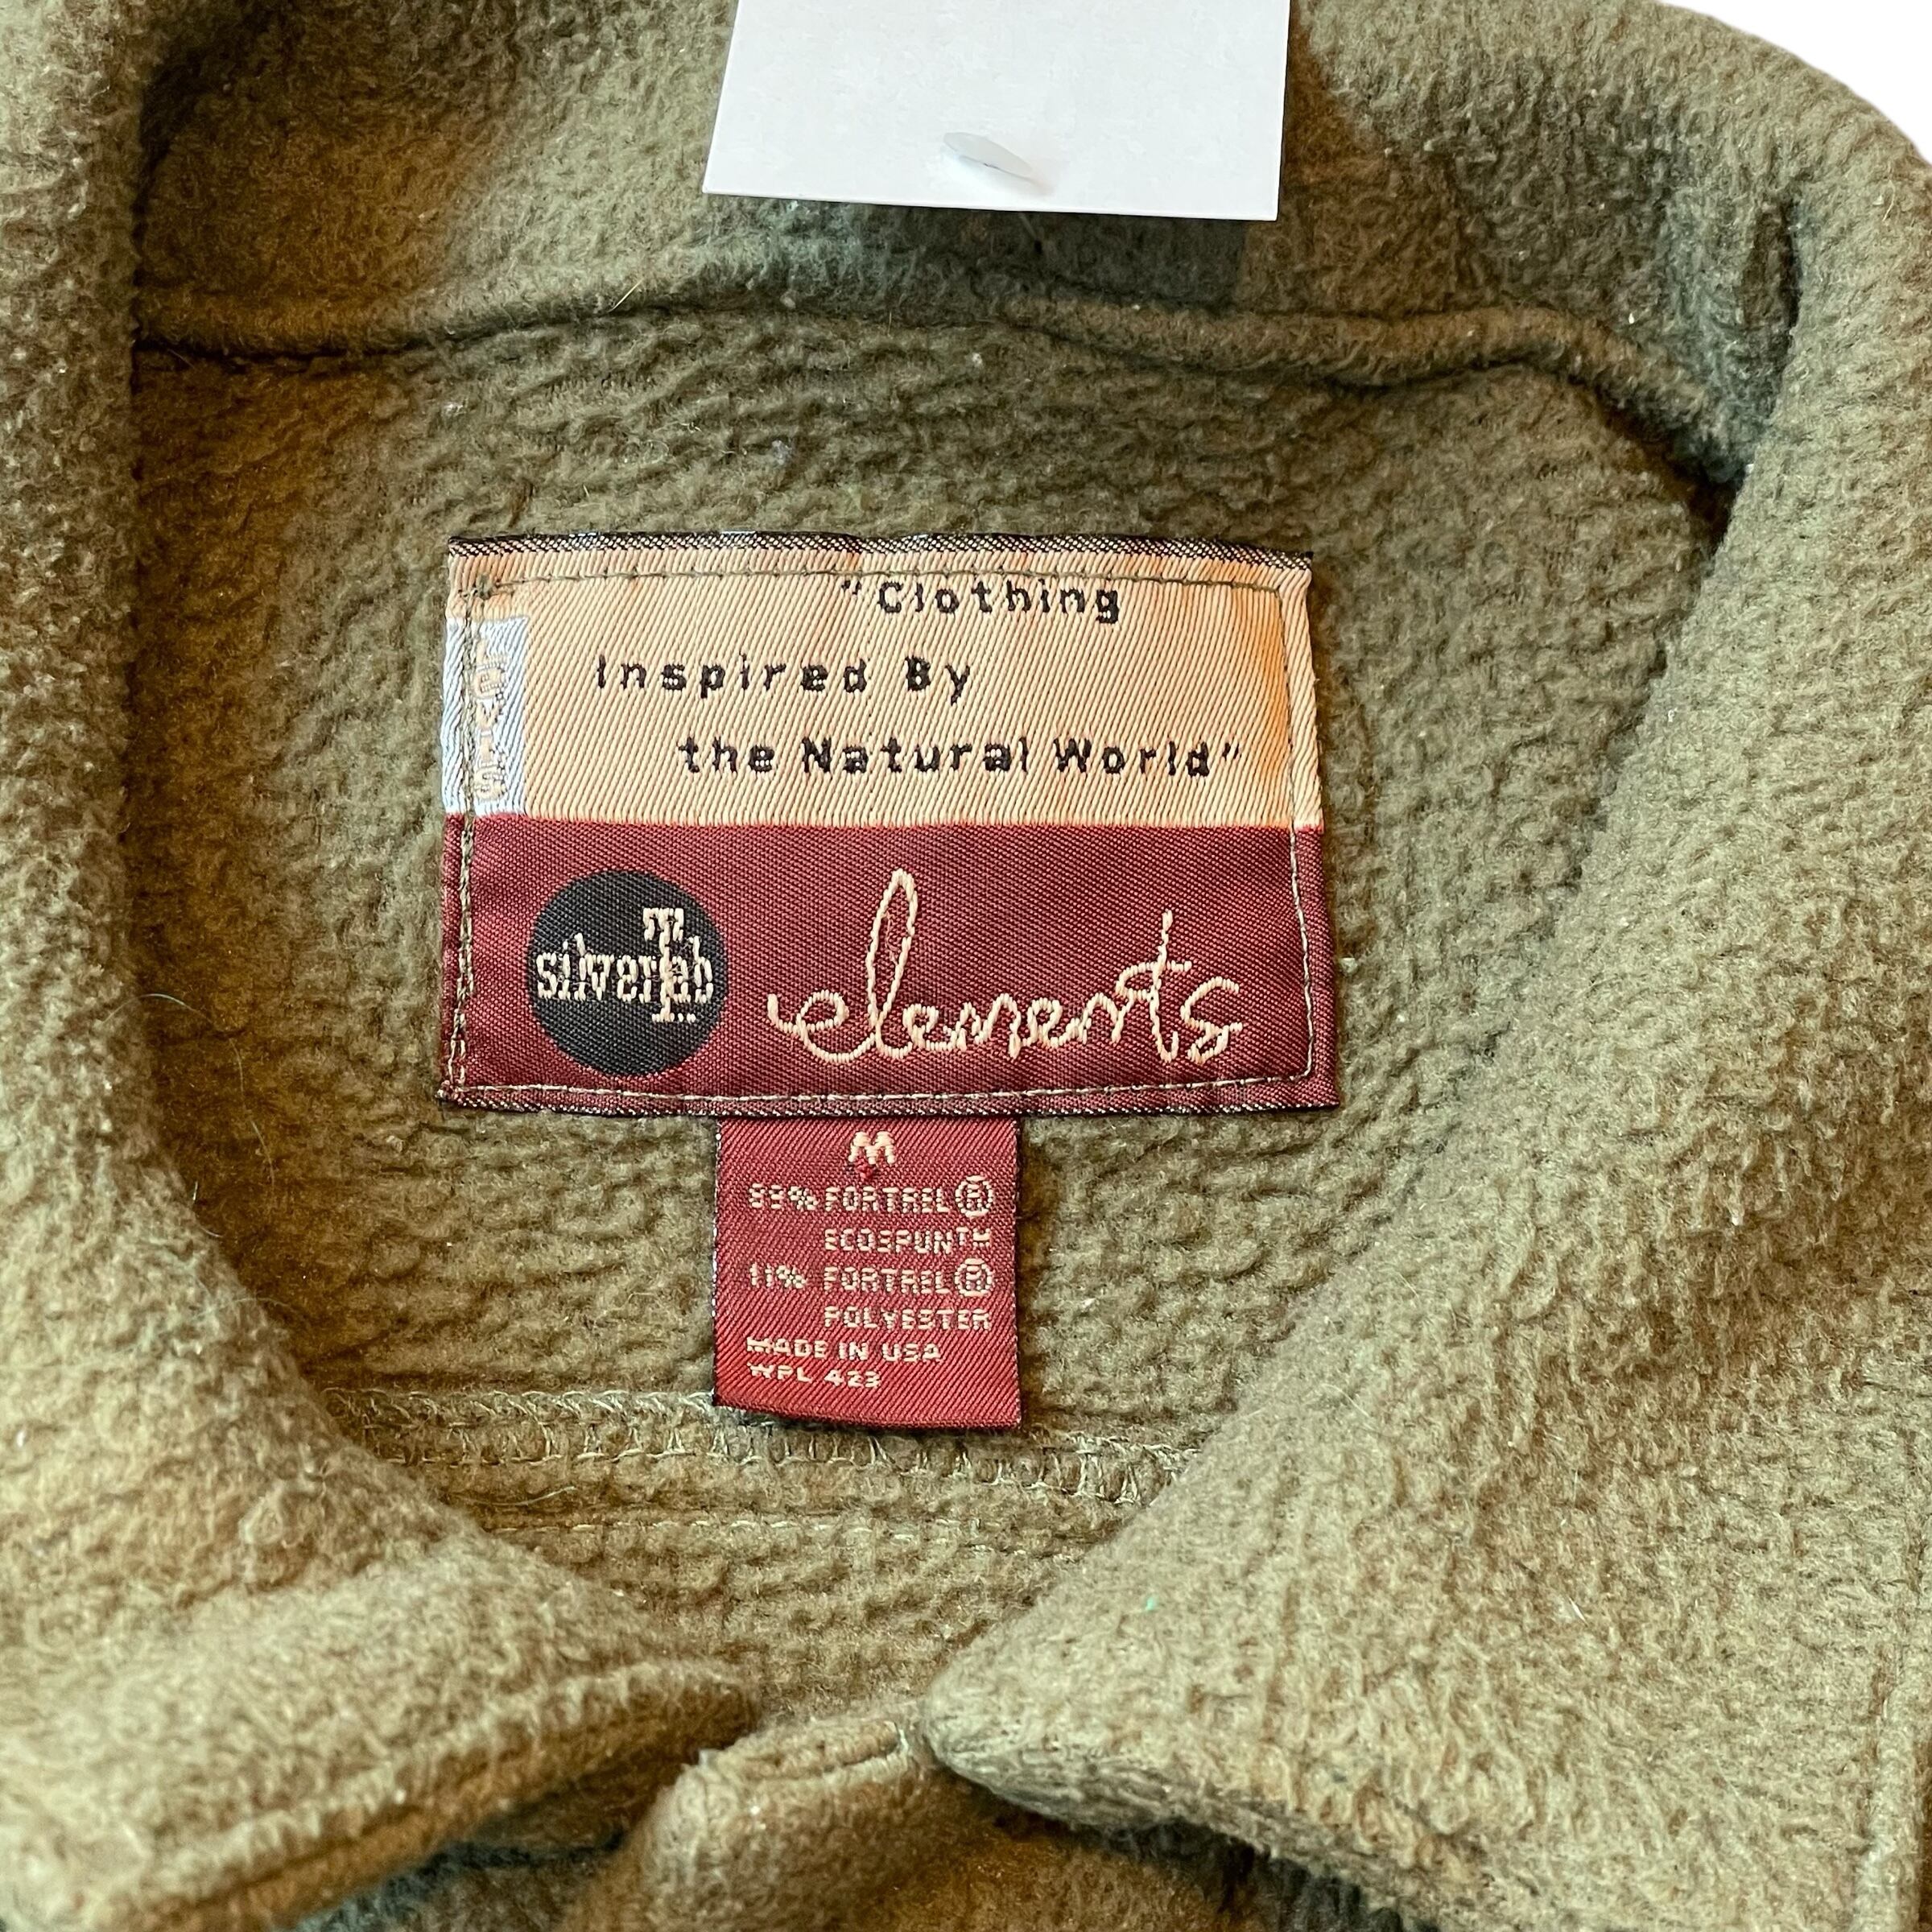 "Clothing
Inspired By
the Natural World"
Levi's
silverTab
elements
M
89% FORTREL®
ECOSPUN™
11% FORTREL®
POLYESTER
MADE IN USA
WPL 423